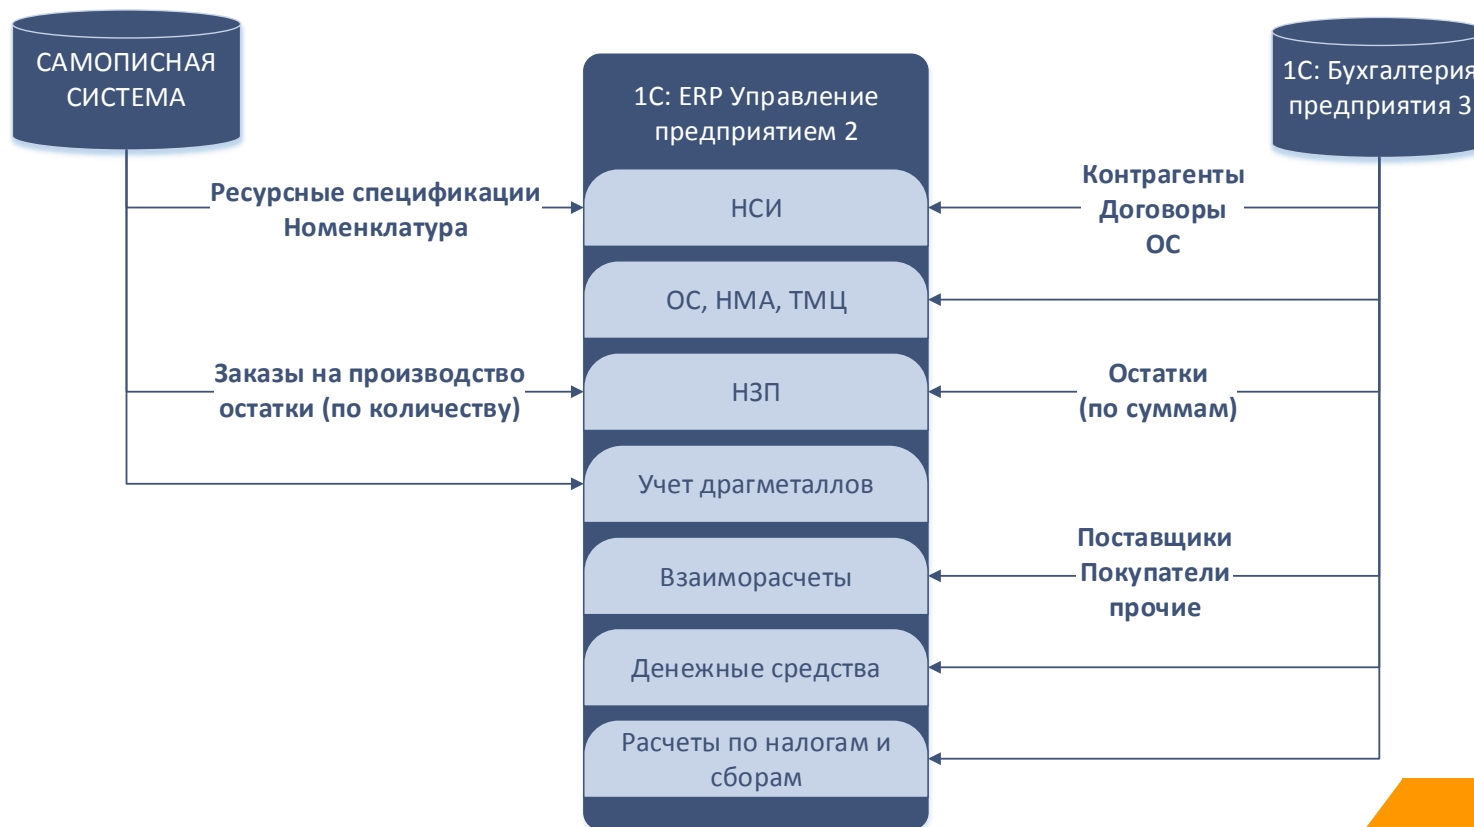 САМОПИСНАЯ
СИСТЕМА
1С: ERP Управление
предприятием 2
1С: Бухгалтерия
предприятия 3
Ресурсные спецификации
Номенклатура
НСИ
Контрагенты
Договоры
ОС
ОС, НМА, ТМЦ
Заказы на производство
остатки (по количеству)
НЗП
Остатки
(по суммам)
Учет драгметаллов
Взаиморасчеты
Поставщики
Покупатели
прочие
Денежные средства
Расчеты по налогам и
сборам